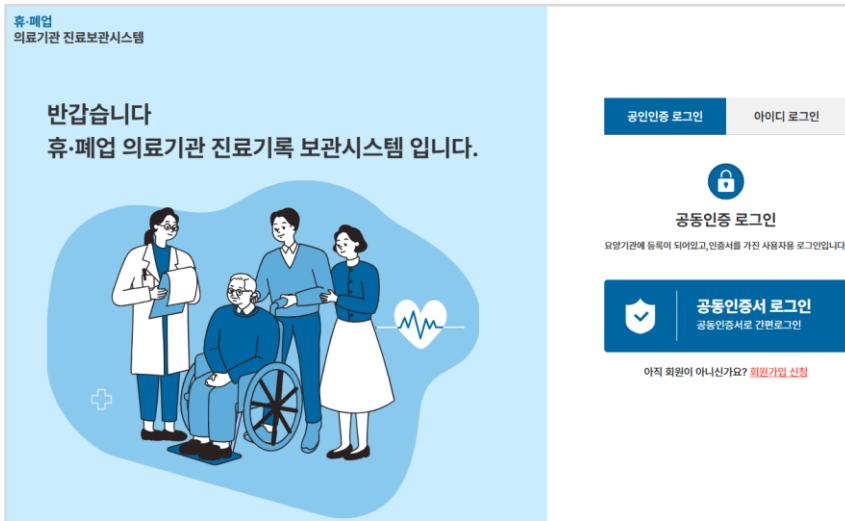 휴·폐업
의료기관 진료보관시스템
반갑습니다
휴·폐업 의료기관 진료기록 보관시스템 입니다.
공인인증 로그인
아이디 로그인
공동인증 로그인
요양기관에 등록이 되어있고,인증서를 가진 사용자용 로그인입니다
공동인증서 로그인
공동인증서로 간편로그인
아직 회원이 아니신가요? 회원가입 신청